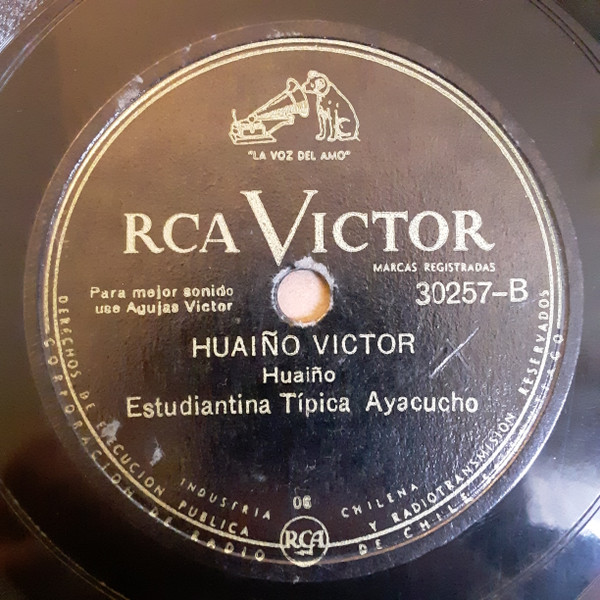 "LA VOZ DEL AMO"
RCA VICTOR
MARCAS REGISTRADAS
Para mejor sonido
use Agujas Victor
30257-B
HUAIÑO VICTOR
Huaiño
Estudiantina Típica Ayacucho
INDUSTRIA CHILENA
06
DERECHOS DE EJECUCION PUBLICA Y RADIOTRANSMISION RESERVADOS
CORPORACION DE RADIO DE CHILE
RCA